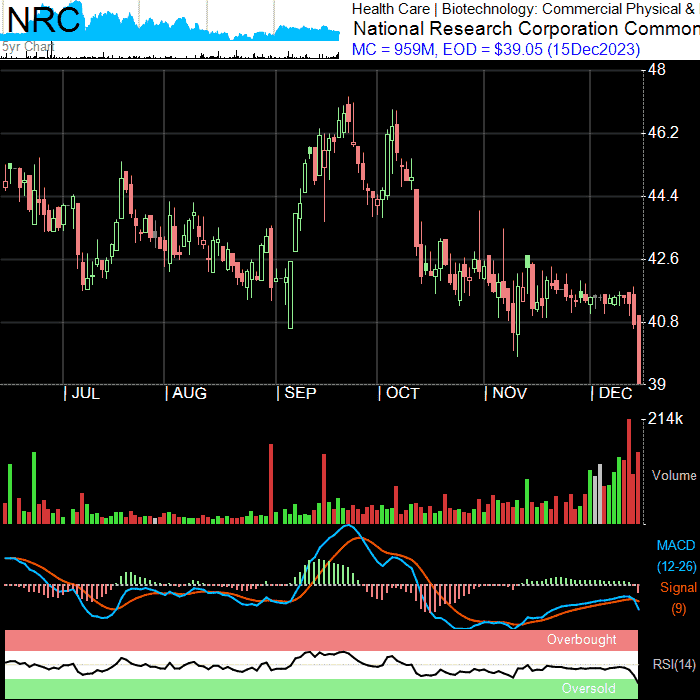 NRC
5yr Chart
Health Care | Biotechnology: Commercial Physical &
National Research Corporation Common
MC = 959M, EOD = $39.05 (15Dec2023)
48
46.2
44.4
42.6
40.8
39
| JUL | AUG | SEP | OCT | NOV | DEC
214k
Volume
MACD
(12-26)
Signal
(9)
Overbought
RSI(14)
Oversold